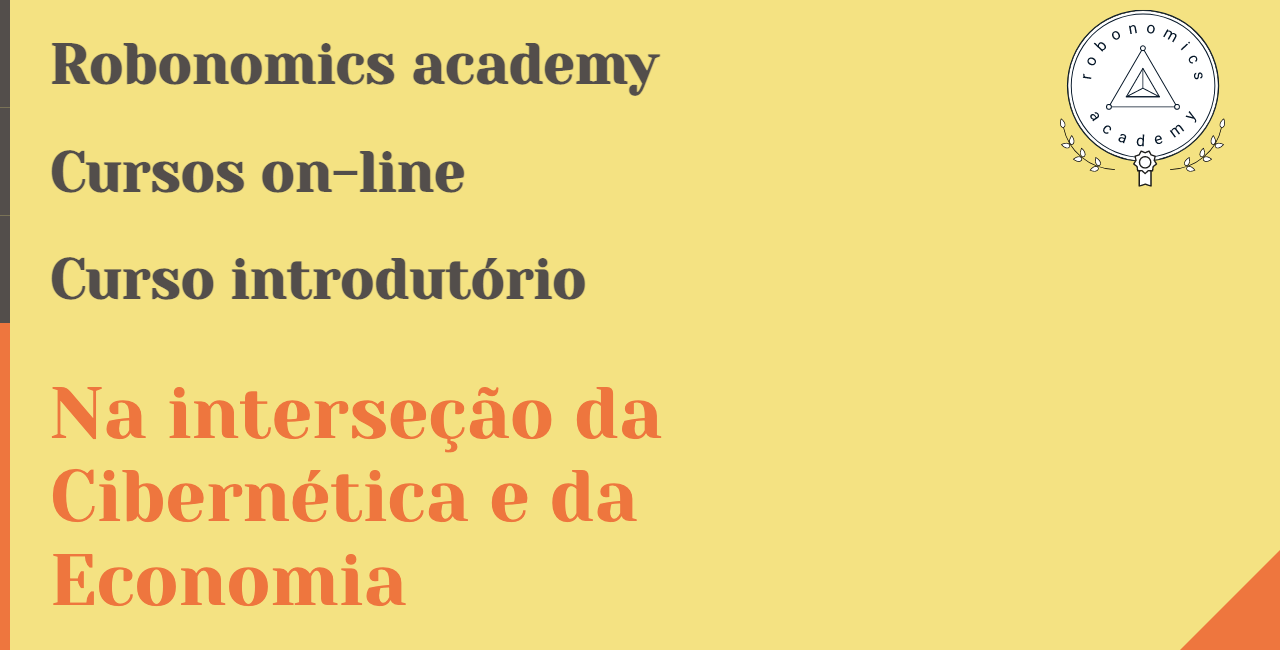 Robonomics academy
Cursos on-line
Curso introdutório
Na interseção da
Cibernética e da
Economia
robonomics
academy